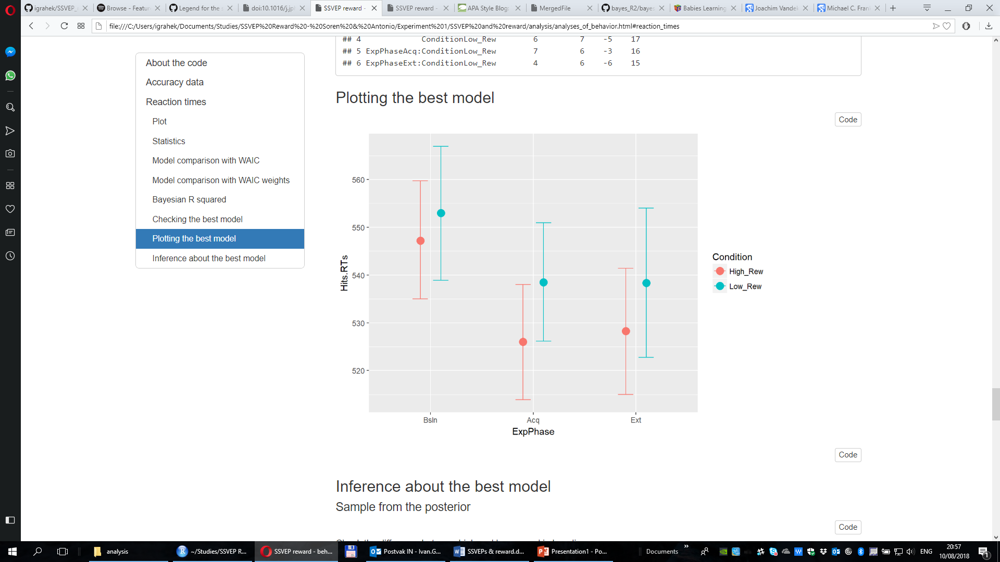 igrahek/SSVEP_
Browse - Featur
Legend for the
doi:10.1016/j.jp
SSVEP reward -
SSVEP reward -
APA Style Blog:
MergedFile
bayes_R2/bayes
Babies Learning
Joachim Vandek
Michael C. Fran
file:///C:/Users/igrahek/Documents/Studies/SSVEP%20Reward%20-%20Soren%20&%20Antonio/Experiment%201/SSVEP%20and%20reward/analysis/analyses_of_behavior.html#reaction_times
About the code
Accuracy data
Reaction times
Plot
Statistics
Model comparison with WAIC
Model comparison with WAIC weights
Bayesian R squared
Checking the best model
Plotting the best model
Inference about the best model
## 4 ConditionLow_Rew 6 7 -5 17
## 5 ExpPhaseAcq:ConditionLow_Rew 7 6 -3 16
## 6 ExpPhaseExt:ConditionLow_Rew 4 6 -6 15
Plotting the best model
Code
560
550
540
530
520
Hits.RTs
Bsln Acq Ext
ExpPhase
Condition
High_Rew
Low_Rew
Code
Inference about the best model
Sample from the posterior
Code
analysis
~/Studies/SSVEP R...
SSVEP reward - beh...
Postvak IN - Ivan.G...
SSVEPs & reward.d...
Presentation1 - Po...
Documents
ENG
20:57
10/08/2018
1